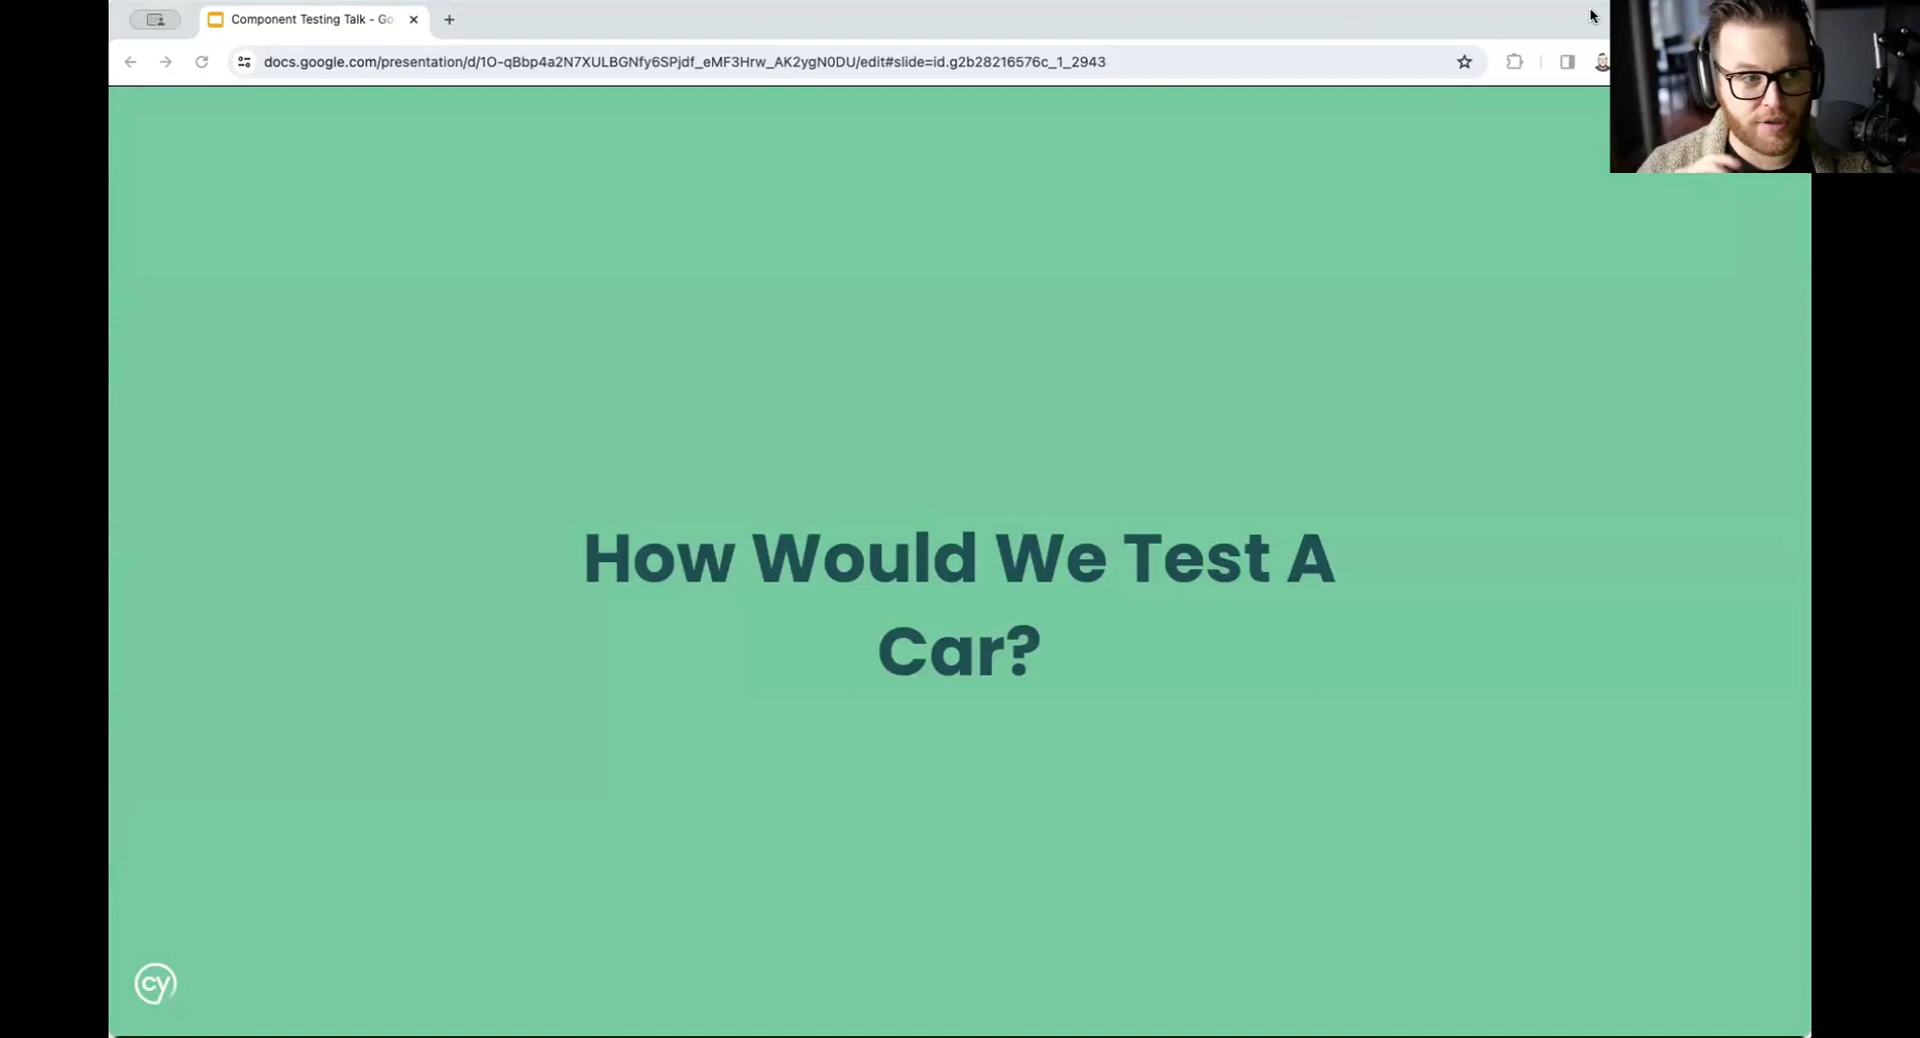 Component Testing Talk - Go
docs.google.com/presentation/d/1O-qBbp4a2N7XULBGNfy6SPjdf_eMF3Hrw_AK2ygN0DU/edit#slide=id.g2b28216576c_1_2943
How Would We Test A
Car?
cy